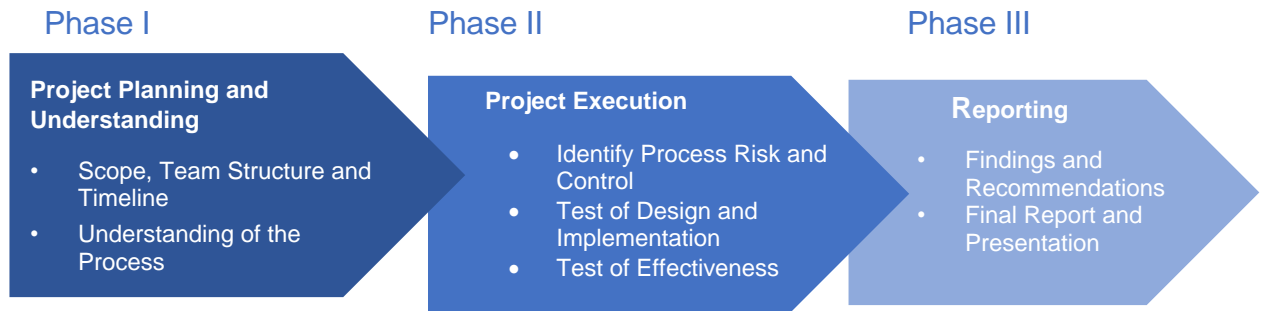 Phase I
Phase II
Phase III
Project Planning and
Understanding
• Scope, Team Structure and
Timeline
• Understanding of the
Process
Project Execution
• Identify Process Risk and
Control
• Test of Design and
Implementation
• Test of Effectiveness
Reporting
• Findings and
Recommendations
• Final Report and
Presentation